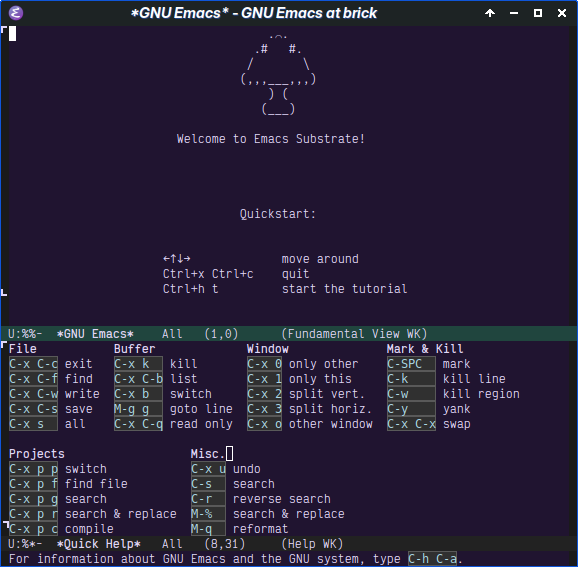 *GNU Emacs* - GNU Emacs at brick
.⌒.
.# #.
/ \
(,,,___,,,)
) (
(___)
Welcome to Emacs Substrate!
Quickstart:
←↑↓→ move around
Ctrl+x Ctrl+c quit
Ctrl+h t start the tutorial
U:%%- *GNU Emacs* All (1,0) (Fundamental View WK)
File Buffer Window Mark & Kill
C-x C-c exit C-x k kill C-x 0 only other C-SPC mark
C-x C-f find C-x C-b list C-x 1 only this C-k kill line
C-x C-w write C-x b switch C-x 2 split vert. C-w kill region
C-x C-s save M-g g goto line C-x 3 split horiz. C-y yank
C-x s all C-x C-q read only C-x o other window C-x C-x swap
Projects Misc.
C-x p p switch C-x u undo
C-x p f find file C-s search
C-x p g search C-r reverse search
C-x p r search & replace M-% search & replace
C-x p c compile M-q reformat
U:%*- *Quick Help* All (8,31) (Help WK)
For information about GNU Emacs and the GNU system, type C-h C-a.